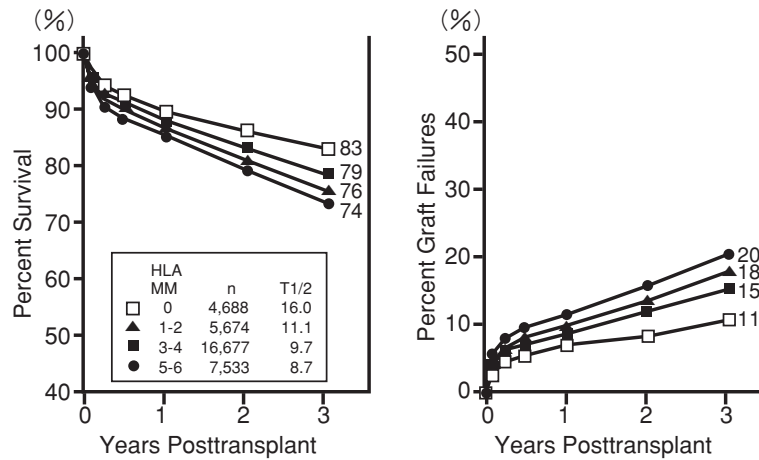 (%)
100
90
80
70
60
50
40
Percent Survival
83
79
76
74
HLA
MM n T1/2
0 4,688 16.0
1-2 5,674 11.1
3-4 16,677 9.7
5-6 7,533 8.7
0 1 2 3
Years Posttransplant
(%)
50
40
30
20
10
0
Percent Graft Failures
20
18
15
11
0 1 2 3
Years Posttransplant